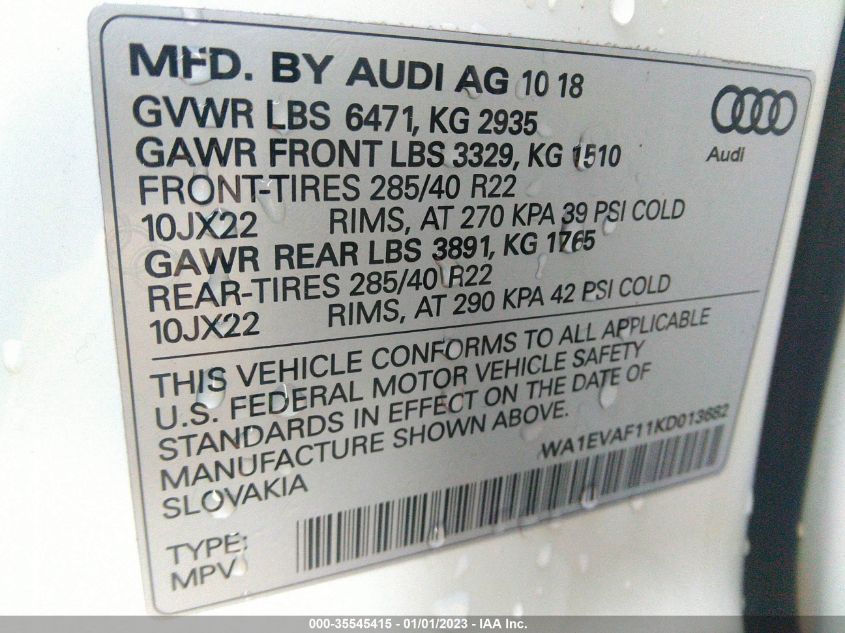 MFD. BY AUDI AG 10 18
GVWR LBS 6471, KG 2935
GAWR FRONT LBS 3329, KG 1510
FRONT-TIRES 285/40 R22
10JX22 RIMS, AT 270 KPA 39 PSI COLD
GAWR REAR LBS 3891, KG 1765
REAR-TIRES 285/40 R22
10JX22 RIMS, AT 290 KPA 42 PSI COLD
Audi
THIS VEHICLE CONFORMS TO ALL APPLICABLE
U.S. FEDERAL MOTOR VEHICLE SAFETY
STANDARDS IN EFFECT ON THE DATE OF
MANUFACTURE SHOWN ABOVE.
SLOVAKIA
WA1EVAF11KD013682
TYPE:
MPV
000-35545415 - 01/01/2023 - IAA Inc.